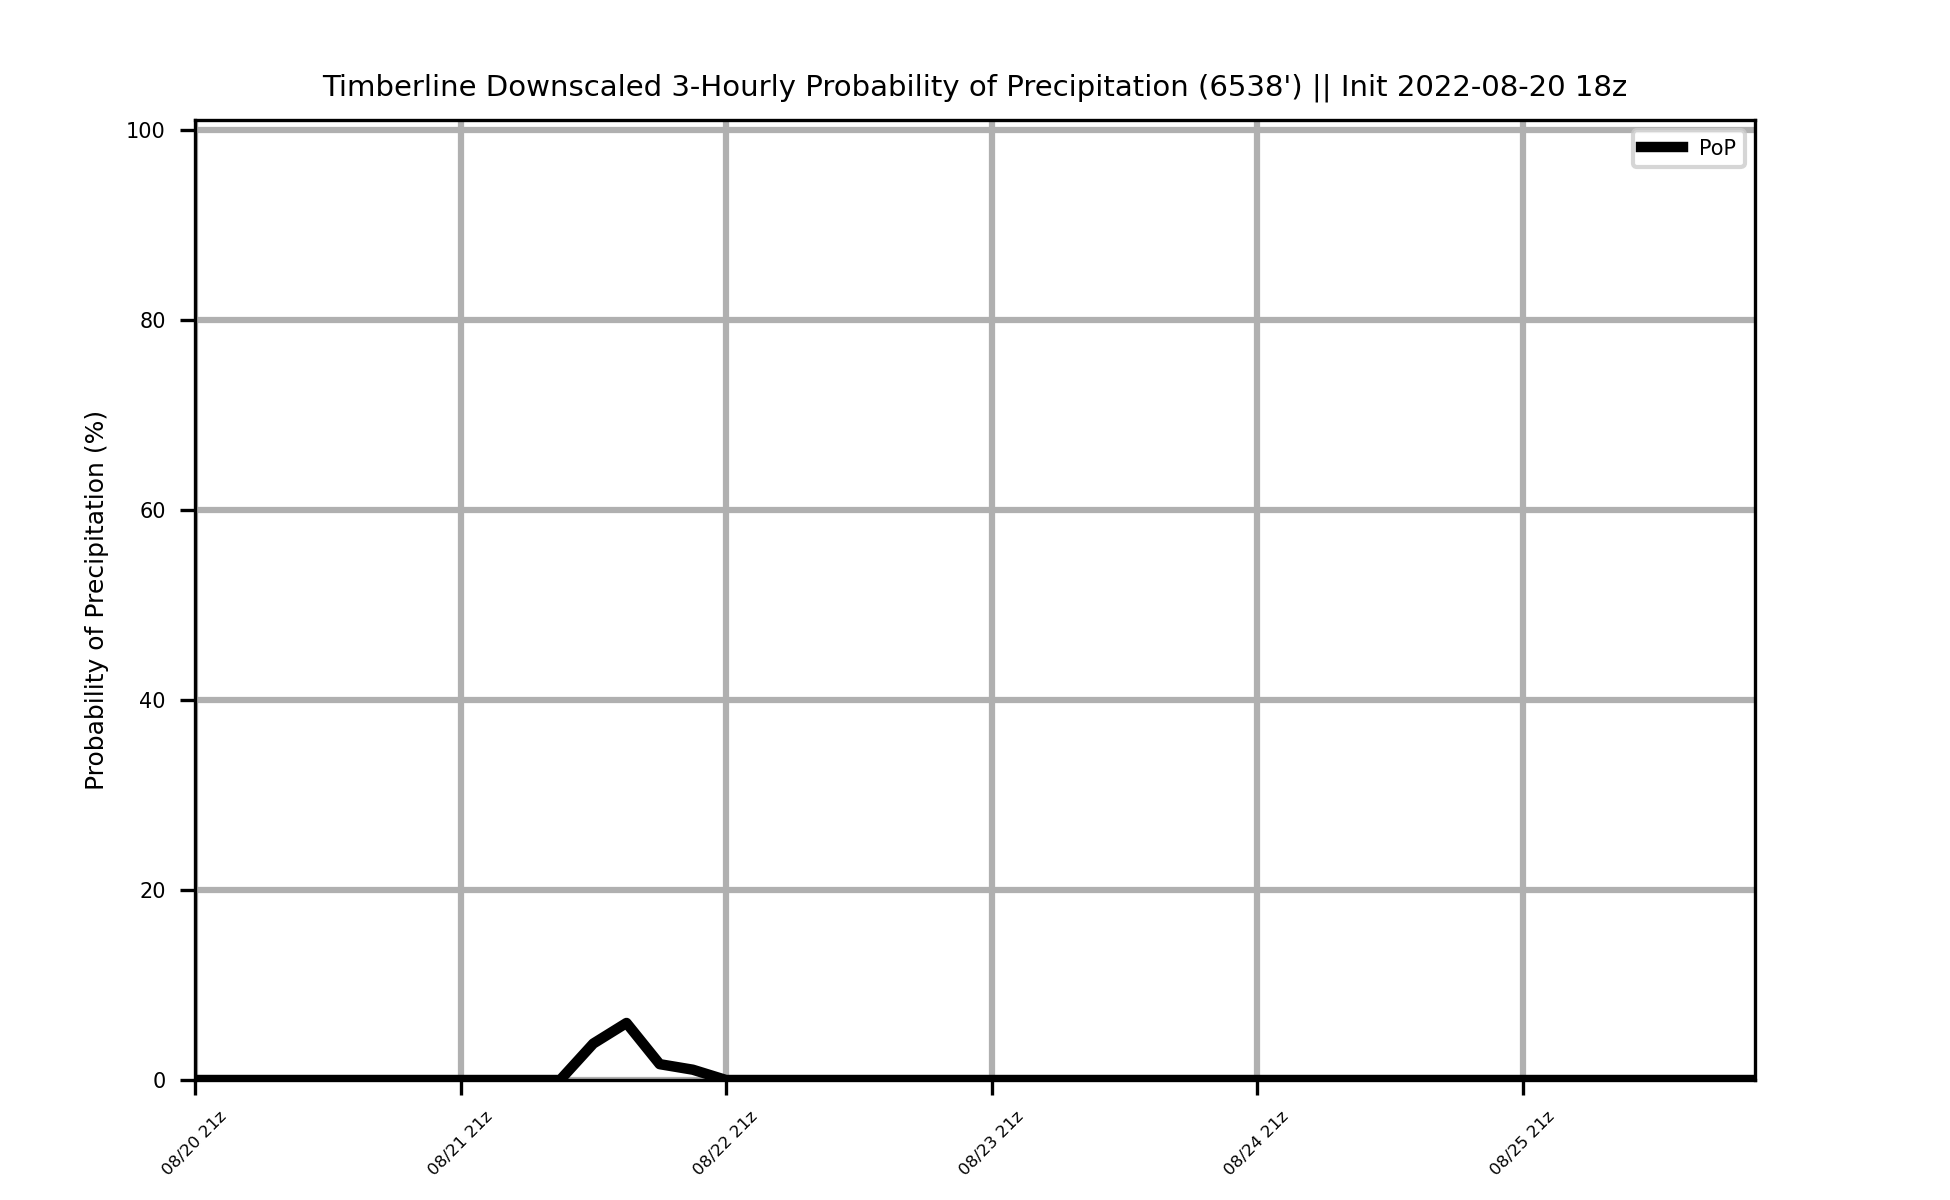 Timberline Downscaled 3-Hourly Probability of Precipitation (6538') || Init 2022-08-20 18z
PoP
Probability of Precipitation (%)
100
80
60
40
20
0
08/20 21z
08/21 21z
08/22 21z
08/23 21z
08/24 21z
08/25 21z